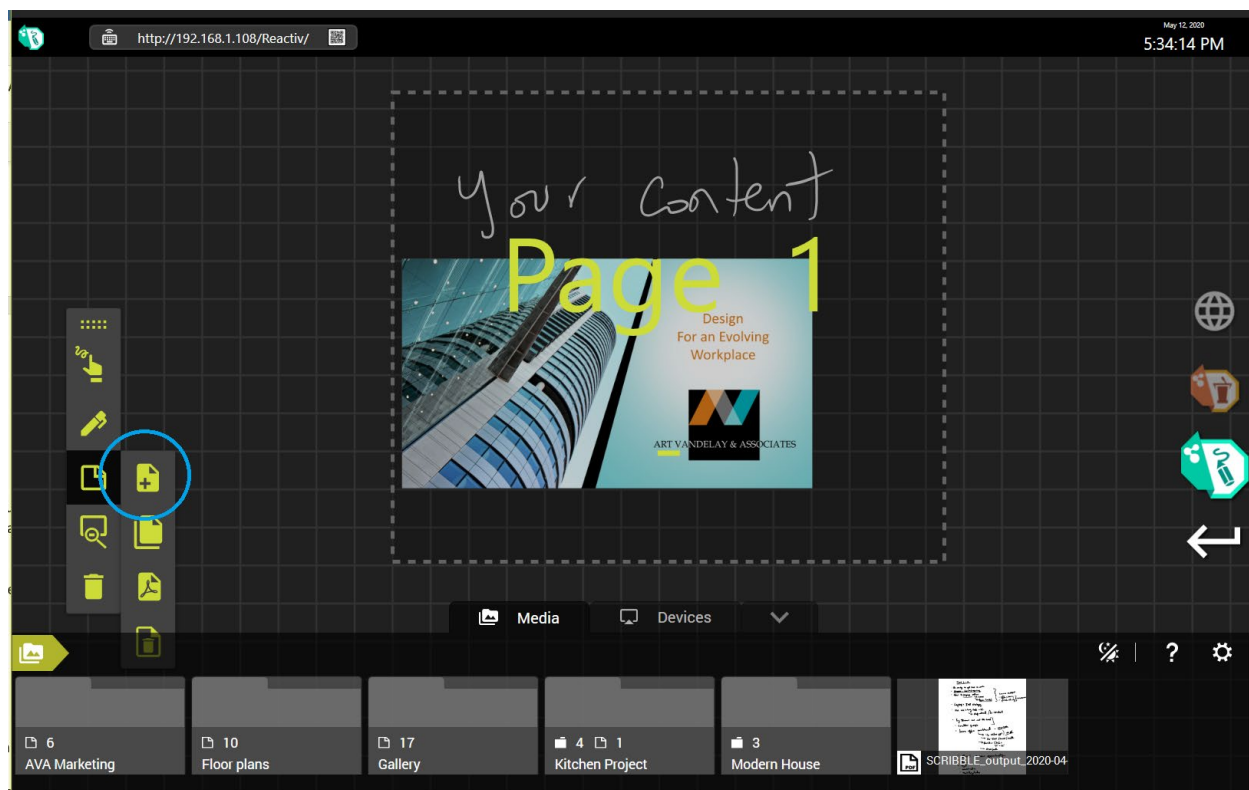 http://192.168.1.108/Reactiv/
May 12, 2020
5:34:14 PM
Your Content
Page 1
Design
For an Evolving
Workplace
ART VANDELAY & ASSOCIATES
Media
Devices
?
6
AVA Marketing
10
Floor plans
17
Gallery
4 1
Kitchen Project
3
Modern House
PDF
SCRIBBLE_output_2020-04-